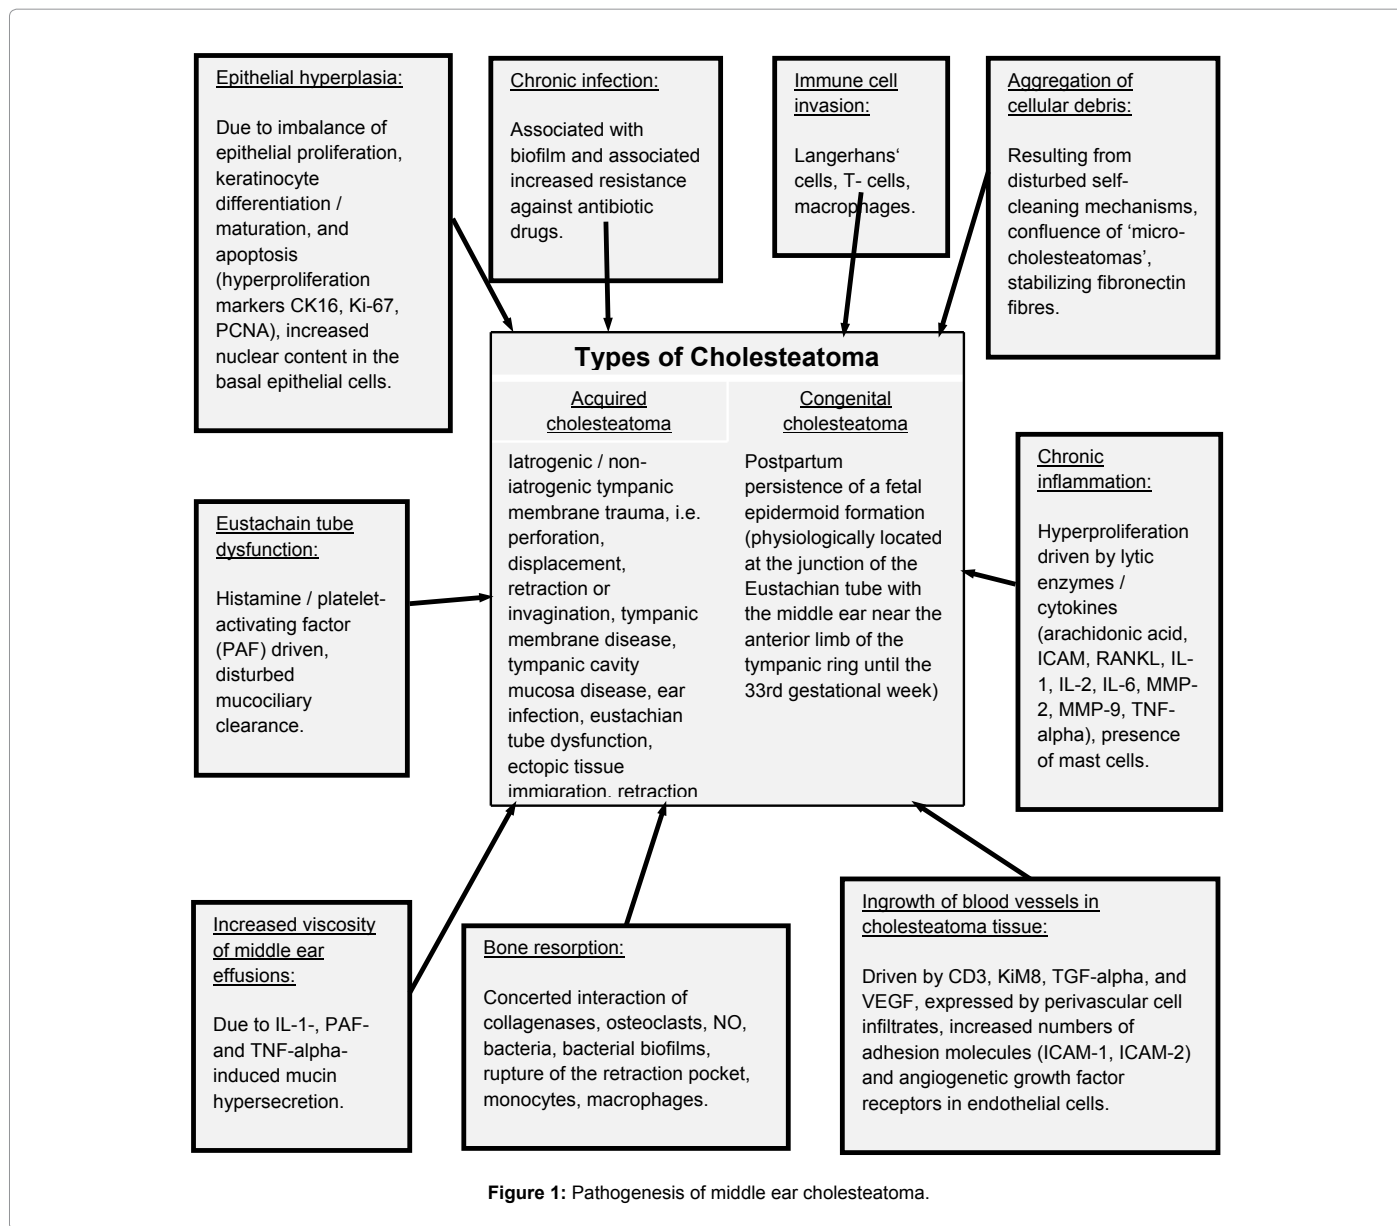 Epithelial hyperplasia:
Due to imbalance of
epithelial proliferation,
keratinocyte
differentiation /
maturation, and
apoptosis
(hyperproliferation
markers CK16, Ki-67,
PCNA), increased
nuclear content in the
basal epithelial cells.
Chronic infection:
Associated with
biofilm and associated
increased resistance
against antibiotic
drugs.
Immune cell
invasion:
Langerhans‘
cells, T- cells,
macrophages.
Aggregation of
cellular debris:
Resulting from
disturbed self-
cleaning mechanisms,
confluence of ‘micro-
cholesteatomas’,
stabilizing fibronectin
fibres.
Types of Cholesteatoma
Acquired
cholesteatoma
Iatrogenic / non-
iatrogenic tympanic
membrane trauma, i.e.
perforation,
displacement,
retraction or
invagination, tympanic
membrane disease,
tympanic cavity
mucosa disease, ear
infection, eustachian
tube dysfunction,
ectopic tissue
immigration, retraction
Congenital
cholesteatoma
Postpartum
persistence of a fetal
epidermoid formation
(physiologically located
at the junction of the
Eustachian tube with
the middle ear near the
anterior limb of the
tympanic ring until the
33rd gestational week)
Eustachain tube
dysfunction:
Histamine / platelet-
activating factor
(PAF) driven,
disturbed
mucociliary
clearance.
Chronic
inflammation:
Hyperproliferation
driven by lytic
enzymes /
cytokines
(arachidonic acid,
ICAM, RANKL, IL-
1, IL-2, IL-6, MMP-
2, MMP-9, TNF-
alpha), presence
of mast cells.
Increased viscosity
of middle ear
effusions:
Due to IL-1-, PAF-
and TNF-alpha-
induced mucin
hypersecretion.
Bone resorption:
Concerted interaction of
collagenases, osteoclasts, NO,
bacteria, bacterial biofilms,
rupture of the retraction pocket,
monocytes, macrophages.
Ingrowth of blood vessels in
cholesteatoma tissue:
Driven by CD3, KiM8, TGF-alpha, and
VEGF, expressed by perivascular cell
infiltrates, increased numbers of
adhesion molecules (ICAM-1, ICAM-2)
and angiogenetic growth factor
receptors in endothelial cells.
Figure 1: Pathogenesis of middle ear cholesteatoma.